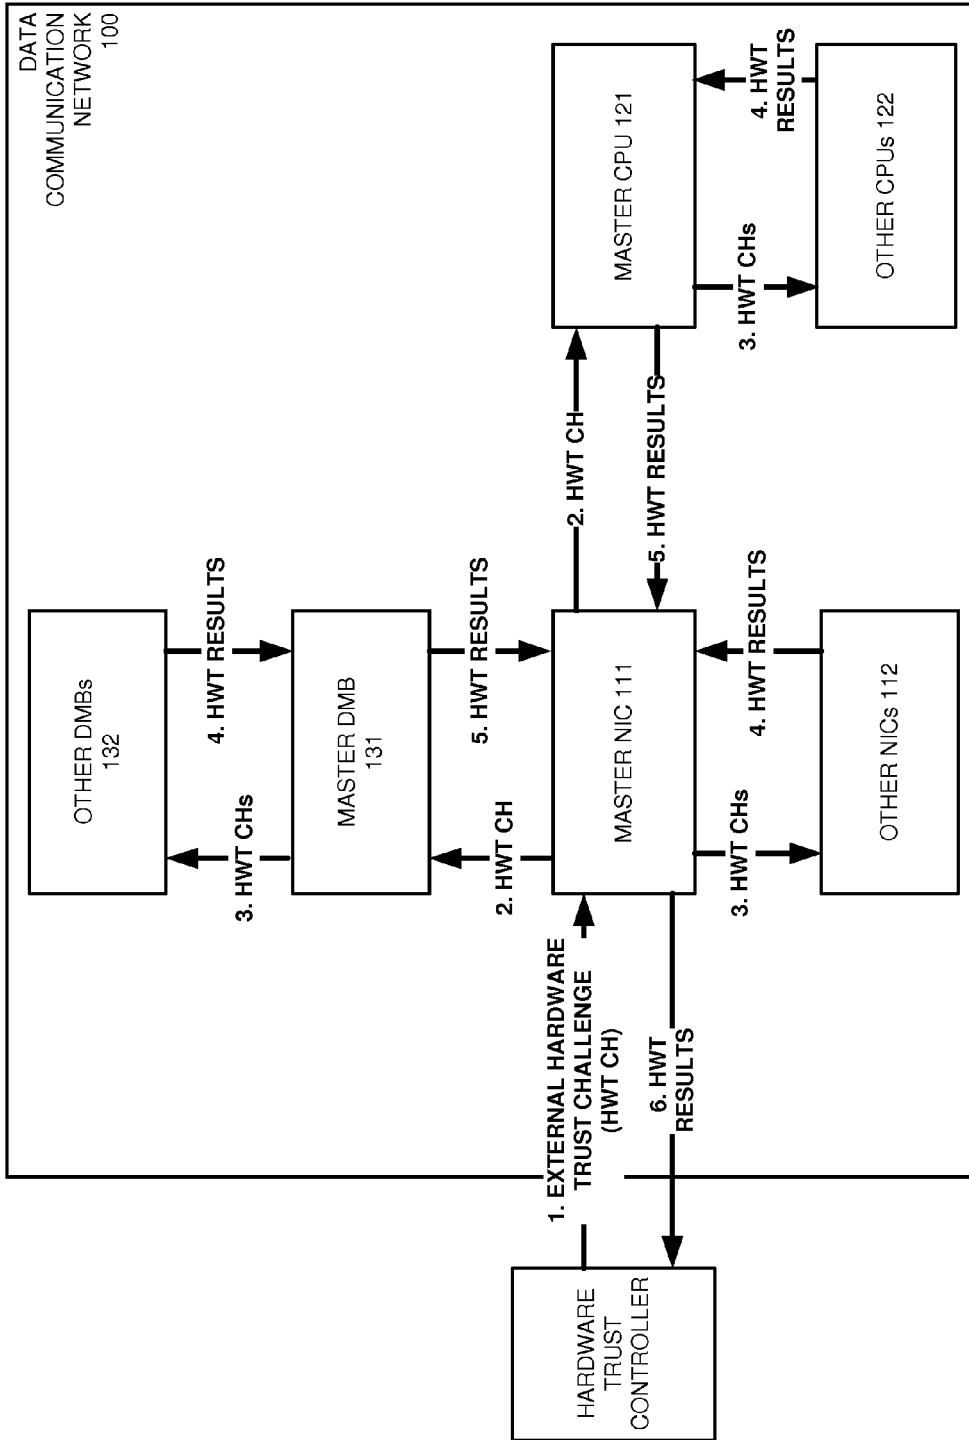 DATA
COMMUNICATION
NETWORK
100
OTHER DMBs
132
3. HWT CHs
4. HWT RESULTS
MASTER DMB
131
2. HWT CH
5. HWT RESULTS
HARDWARE
TRUST
CONTROLLER
1. EXTERNAL HARDWARE
TRUST CHALLENGE
(HWT CH)
6. HWT
RESULTS
MASTER NIC 111
2. HWT CH
5. HWT RESULTS
MASTER CPU 121
3. HWT CHs
4. HWT RESULTS
3. HWT CHs
4. HWT
RESULTS
OTHER NICs 112
OTHER CPUs 122